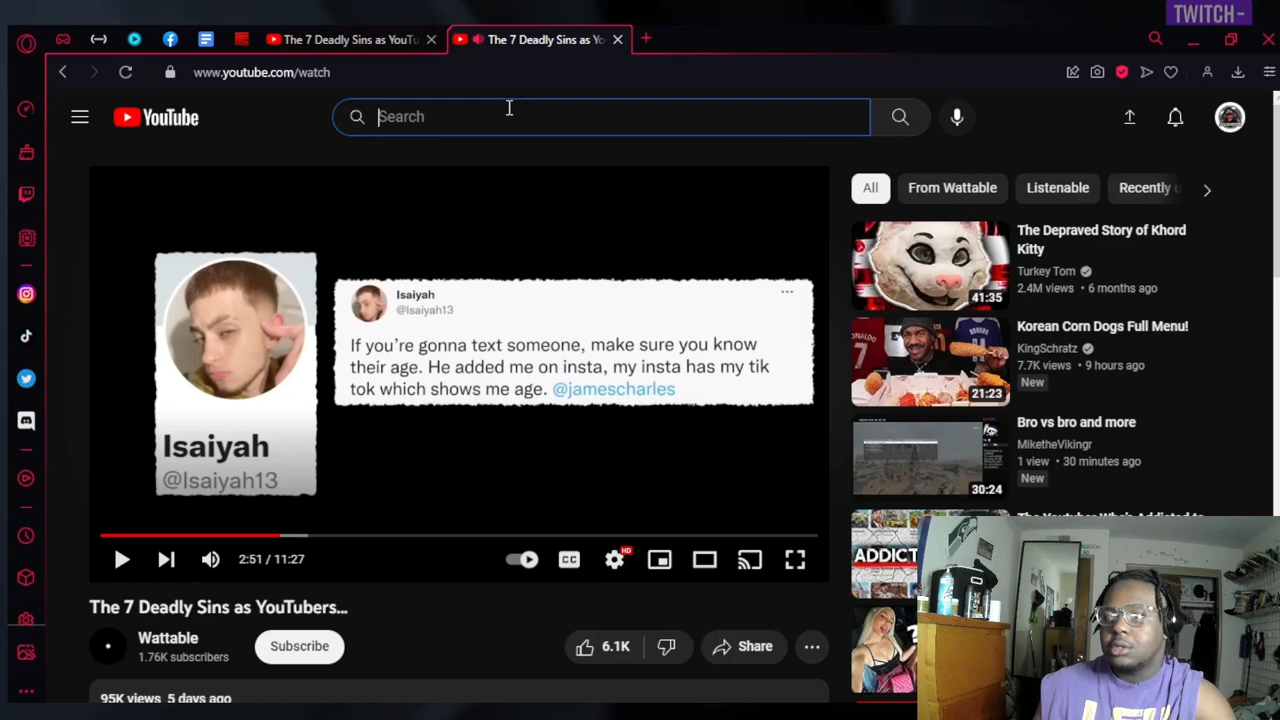 TWITCH-
The 7 Deadly Sins as YouTu
The 7 Deadly Sins as Yo
www.youtube.com/watch
YouTube
Search
All
From Wattable
Listenable
Recently u
The Depraved Story of Khord
Kitty
Turkey Tom
2.4M views • 6 months ago
41:35
Korean Corn Dogs Full Menu!
KingSchratz
7.7K views • 9 hours ago
New
21:23
Bro vs bro and more
MiketheVikingr
1 view • 30 minutes ago
New
30:24
ADDICT
Isaiyah
@Isaiyah13
Isaiyah
@Isaiyah13
If you're gonna text someone, make sure you know
their age. He added me on insta, my insta has my tik
tok which shows me age. @jamescharles
2:51 / 11:27
CC
HD
The 7 Deadly Sins as YouTubers...
Wattable
1.76K subscribers
Subscribe
6.1K
Share
95K views 5 days ago